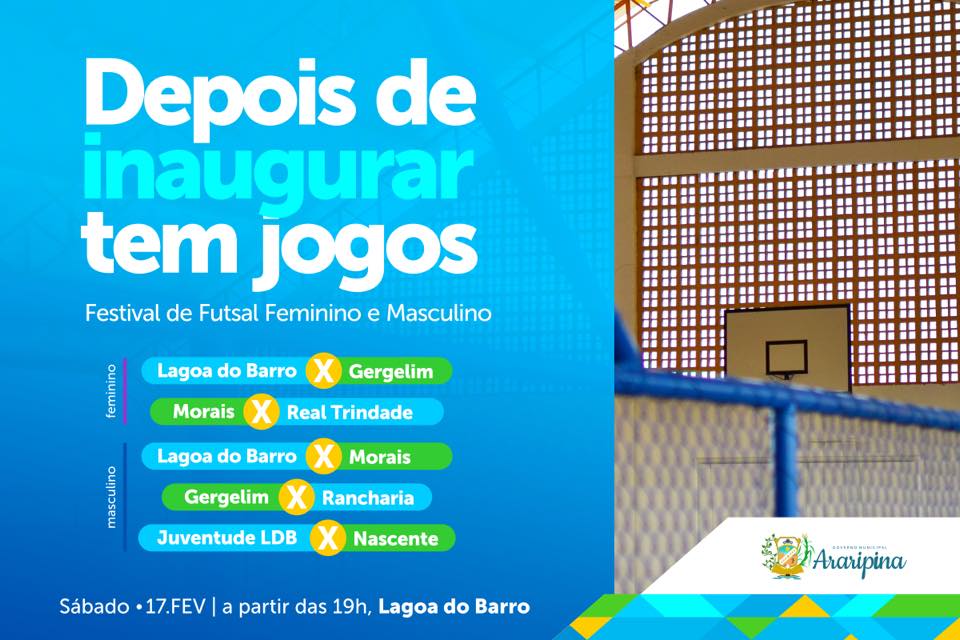 Depois de
inaugurar
tem jogos
Festival de Futsal Feminino e Masculino
feminino
Lagoa do Barro X Gergelim
Morais X Real Trindade
masculino
Lagoa do Barro X Morais
Gergelim X Rancharia
Juventude LDB X Nascente
Sábado • 17.FEV | a partir das 19h, Lagoa do Barro
GOVERNO MUNICIPAL
Araripina